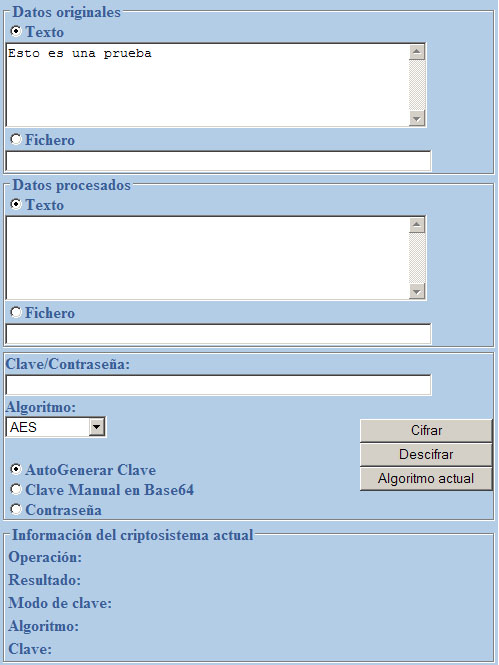 Datos originales
Texto
Esto es una prueba
Fichero
Datos procesados
Texto
Fichero
Clave/Contraseña:
Algoritmo:
AES
Cifrar
Descifrar
Algoritmo actual
AutoGenerar Clave
Clave Manual en Base64
Contraseña
Información del criptosistema actual
Operación:
Resultado:
Modo de clave:
Algoritmo:
Clave: